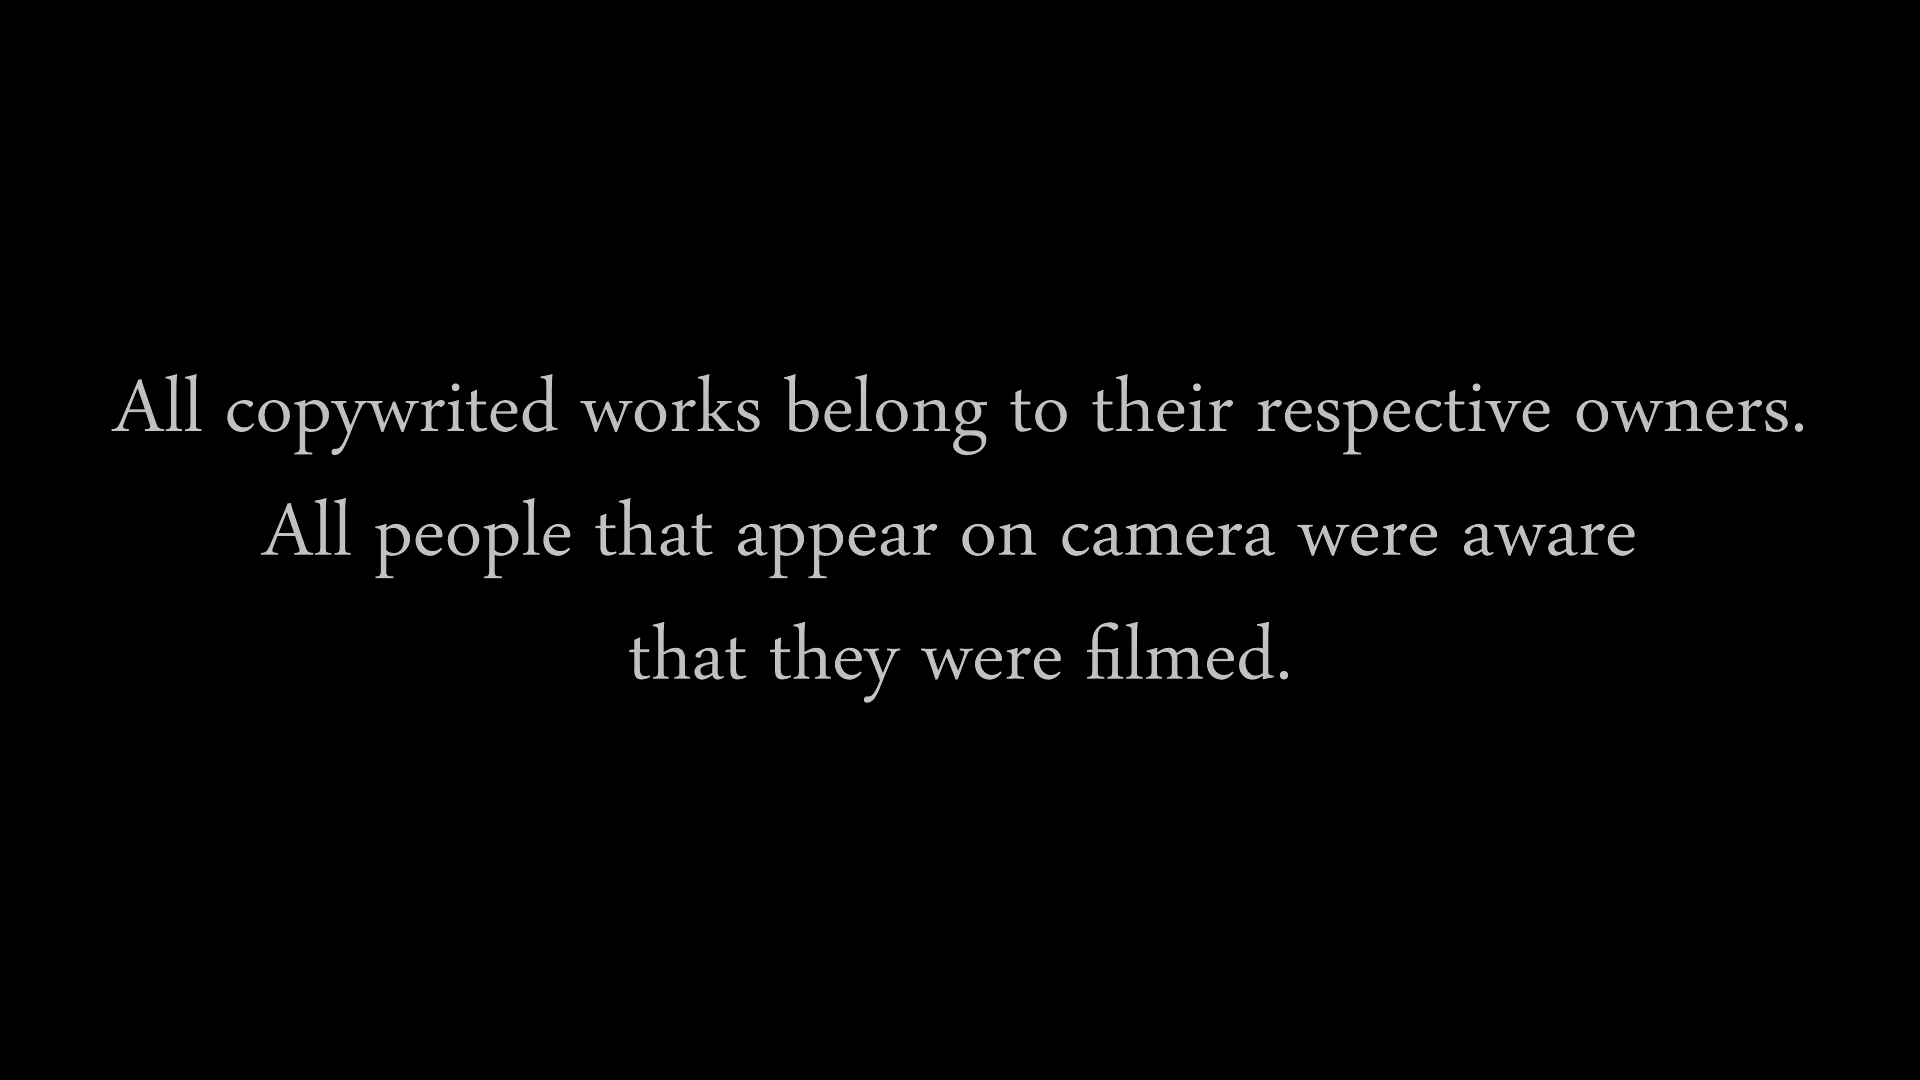 All copywrited works belong to their respective owners.
All people that appear on camera were aware
that they were filmed.